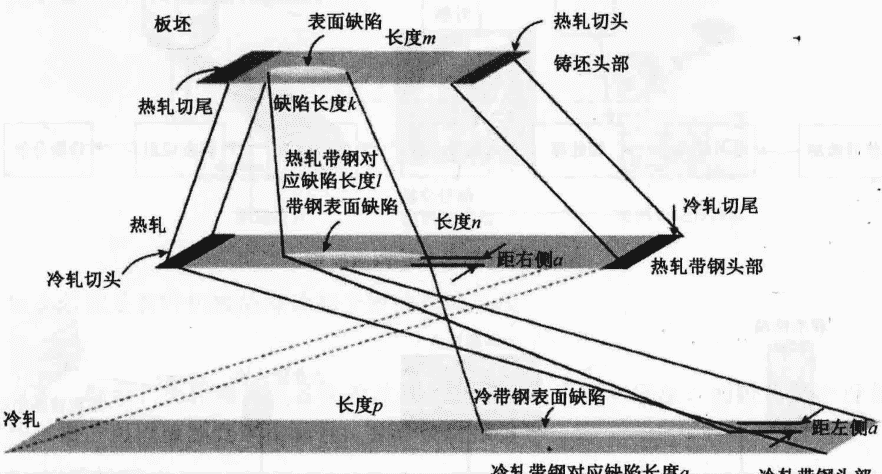 板坯
表面缺陷
长度m
热轧切头
铸坯头部
热轧切尾
缺陷长度k
热轧带钢对
应缺陷长度l
带钢表面缺陷
热轧
长度n
冷轧切尾
冷轧切头
距右侧a
热轧带钢头部
冷轧
长度p
冷带钢表面缺陷
距左侧a
冷轧带钢对应缺陷长度q
冷轧带钢头部